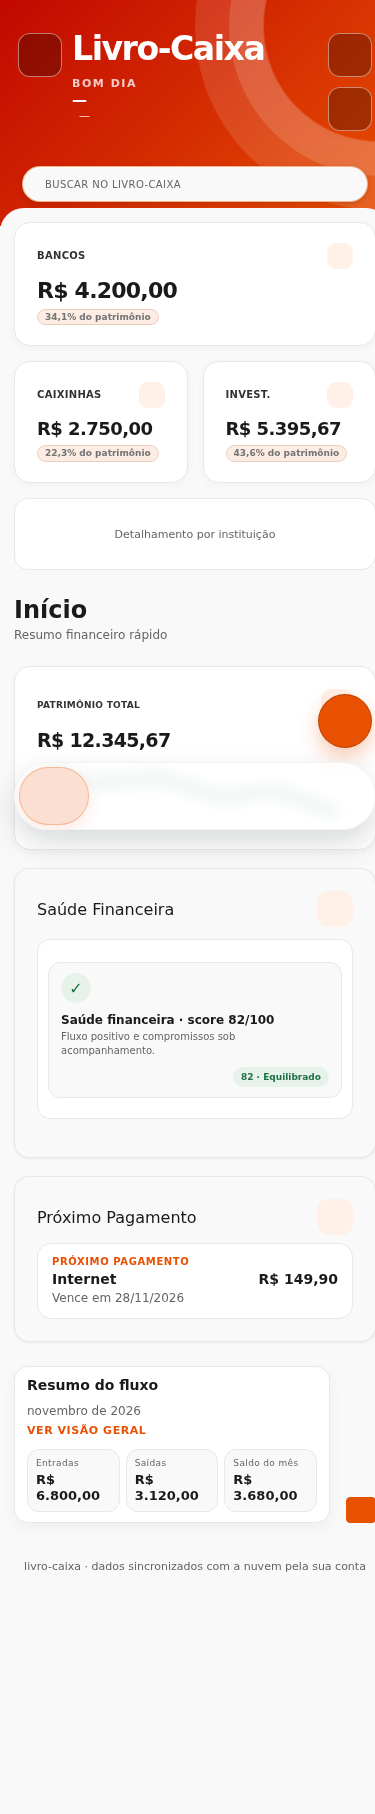 Livro-Caixa
BOM DIA
—
—
BUSCAR NO LIVRO-CAIXA
BANCOS
R$ 4.200,00
34,1% do patrimônio
CAIXINHAS
R$ 2.750,00
22,3% do patrimônio
INVEST.
R$ 5.395,67
43,6% do patrimônio
Detalhamento por instituição
Início
Resumo financeiro rápido
PATRIMÔNIO TOTAL
R$ 12.345,67
Saúde Financeira
✓
Saúde financeira · score 82/100
Fluxo positivo e compromissos sob
acompanhamento.
82 · Equilibrado
Próximo Pagamento
PRÓXIMO PAGAMENTO
Internet R$ 149,90
Vence em 28/11/2026
Resumo do fluxo
novembro de 2026
VER VISÃO GERAL
Entradas
R$
6.800,00
Saídas
R$
3.120,00
Saldo do mês
R$
3.680,00
livro-caixa · dados sincronizados com a nuvem pela sua conta